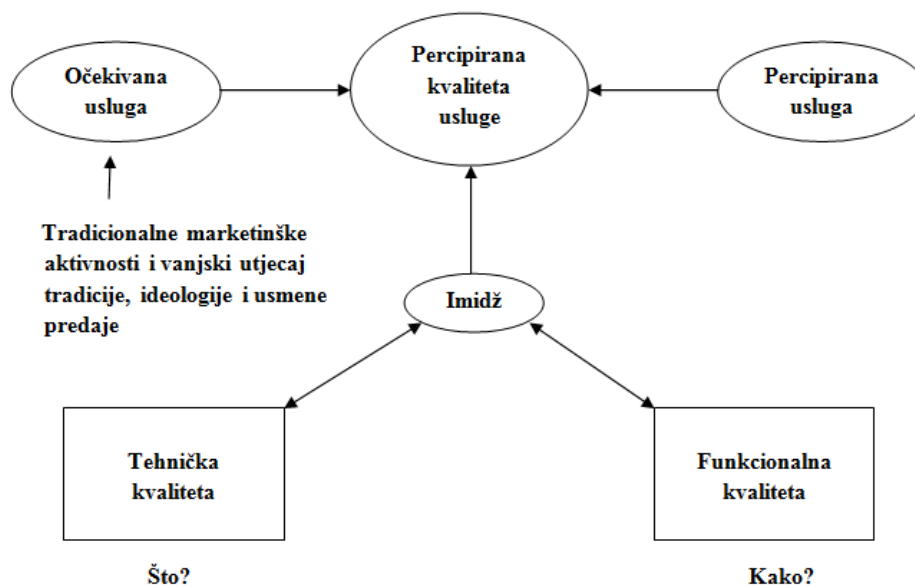 Očekivana
usluga
Percipirana
kvaliteta
usluge
Percipirana
usluga
Tradicionalne marketinške
aktivnosti i vanjski utjecaj
tradicije, ideologije i usmene
predaje
Imidž
Tehnička
kvaliteta
Funkcionalna
kvaliteta
Što?
Kako?